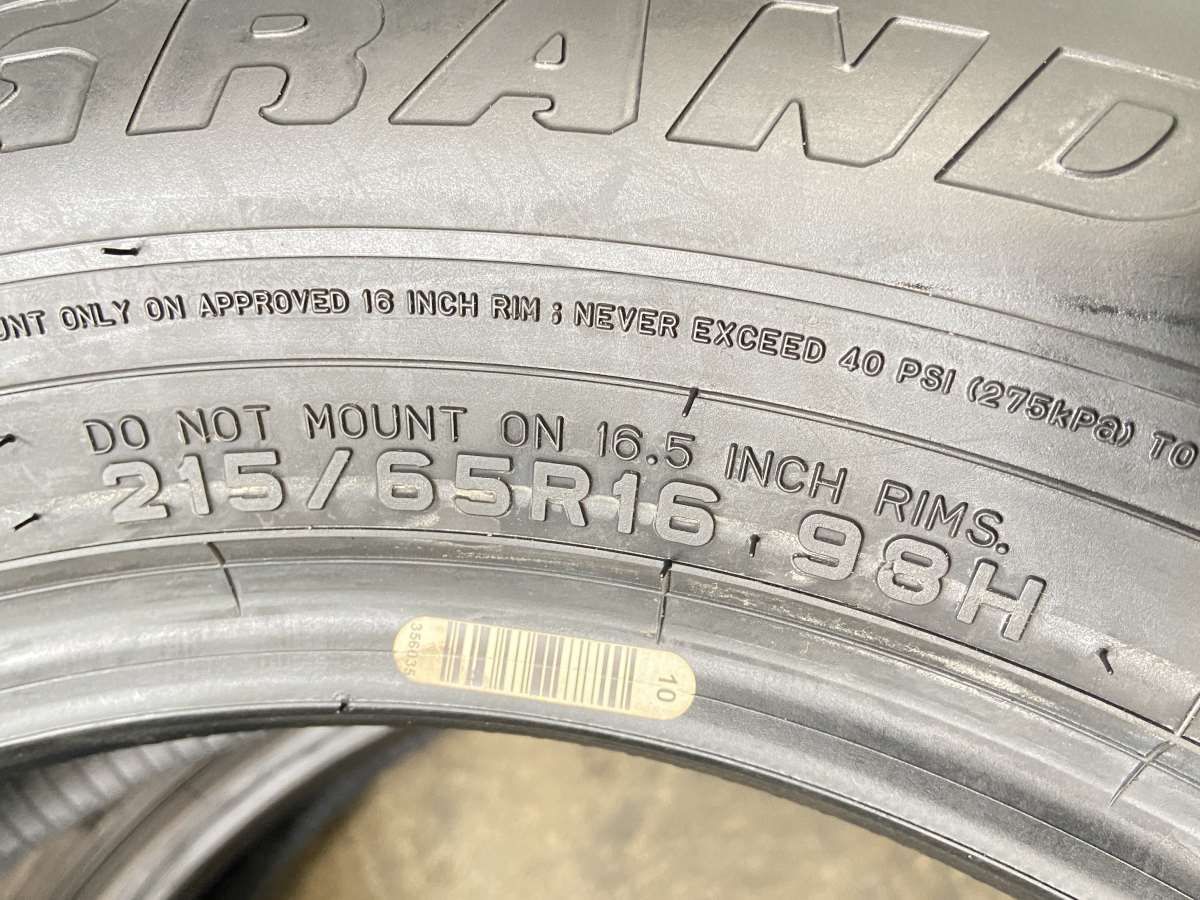 GRAND
UNT ONLY ON APPROVED 16 INCH RIM ; NEVER EXCEED 40 PSI (275kPa) TO
DO NOT MOUNT ON 16.5 INCH RIMS.
215/65R16 98H
356035
10